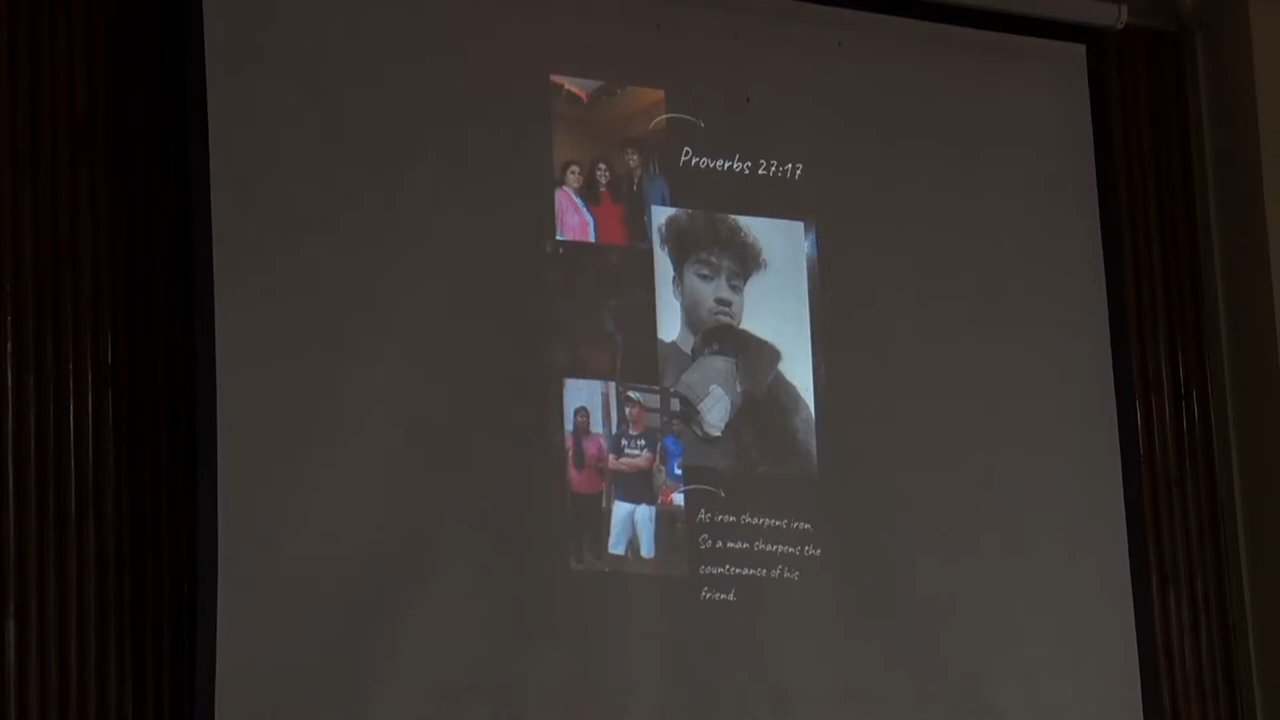 Proverbs 27:17
As iron sharpens iron,
So a man sharpens the
countenance of his
friend.